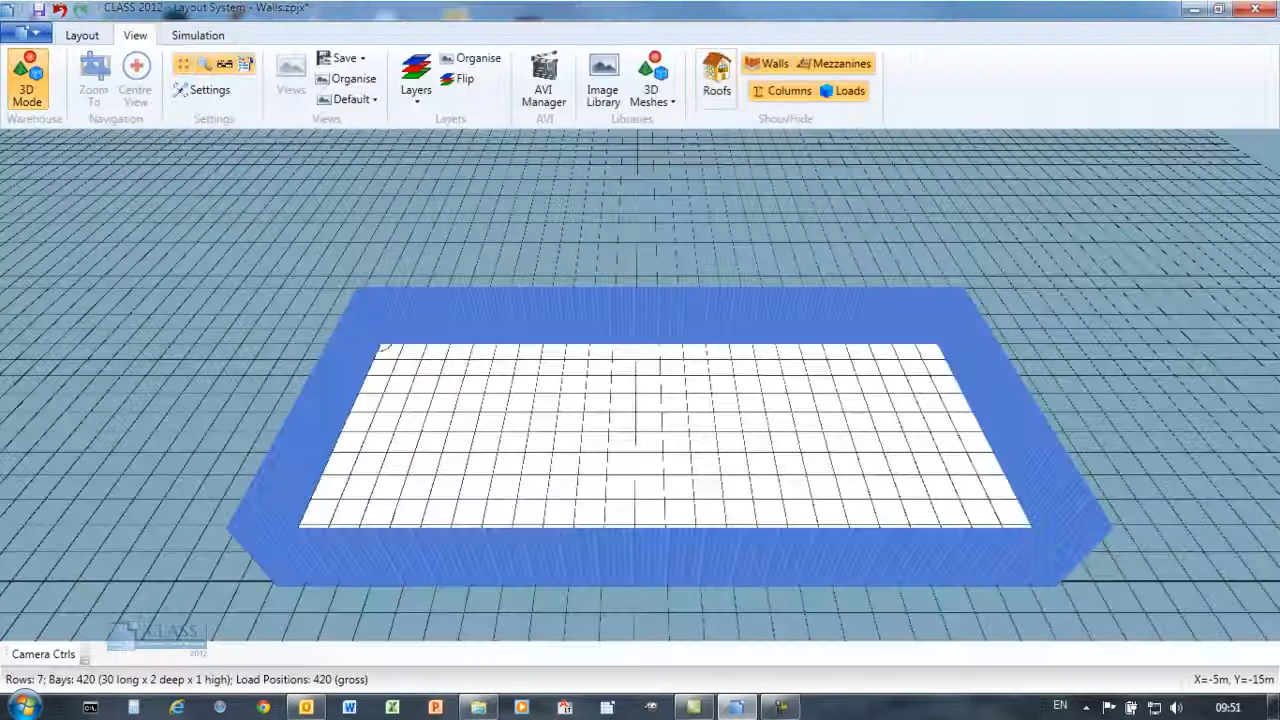 CLASS 2012 - Layout System - Walls.zpjx*
Layout View Simulation
3D Mode
Zoom To
Centre View
Settings
Views
Save
Organise
Default
Layers
Organise
Flip
AVI Manager
Image Library
3D Meshes
Roofs
Walls Mezzanines
Columns Loads
Warehouse Navigation Settings Views Layers AVI Libraries Show/Hide
CLASS
2012
Camera Ctrls
Rows: 7; Bays: 420 (30 long x 2 deep x 1 high); Load Positions: 420 (gross) X=-5m, Y=-15m
EN 09:51